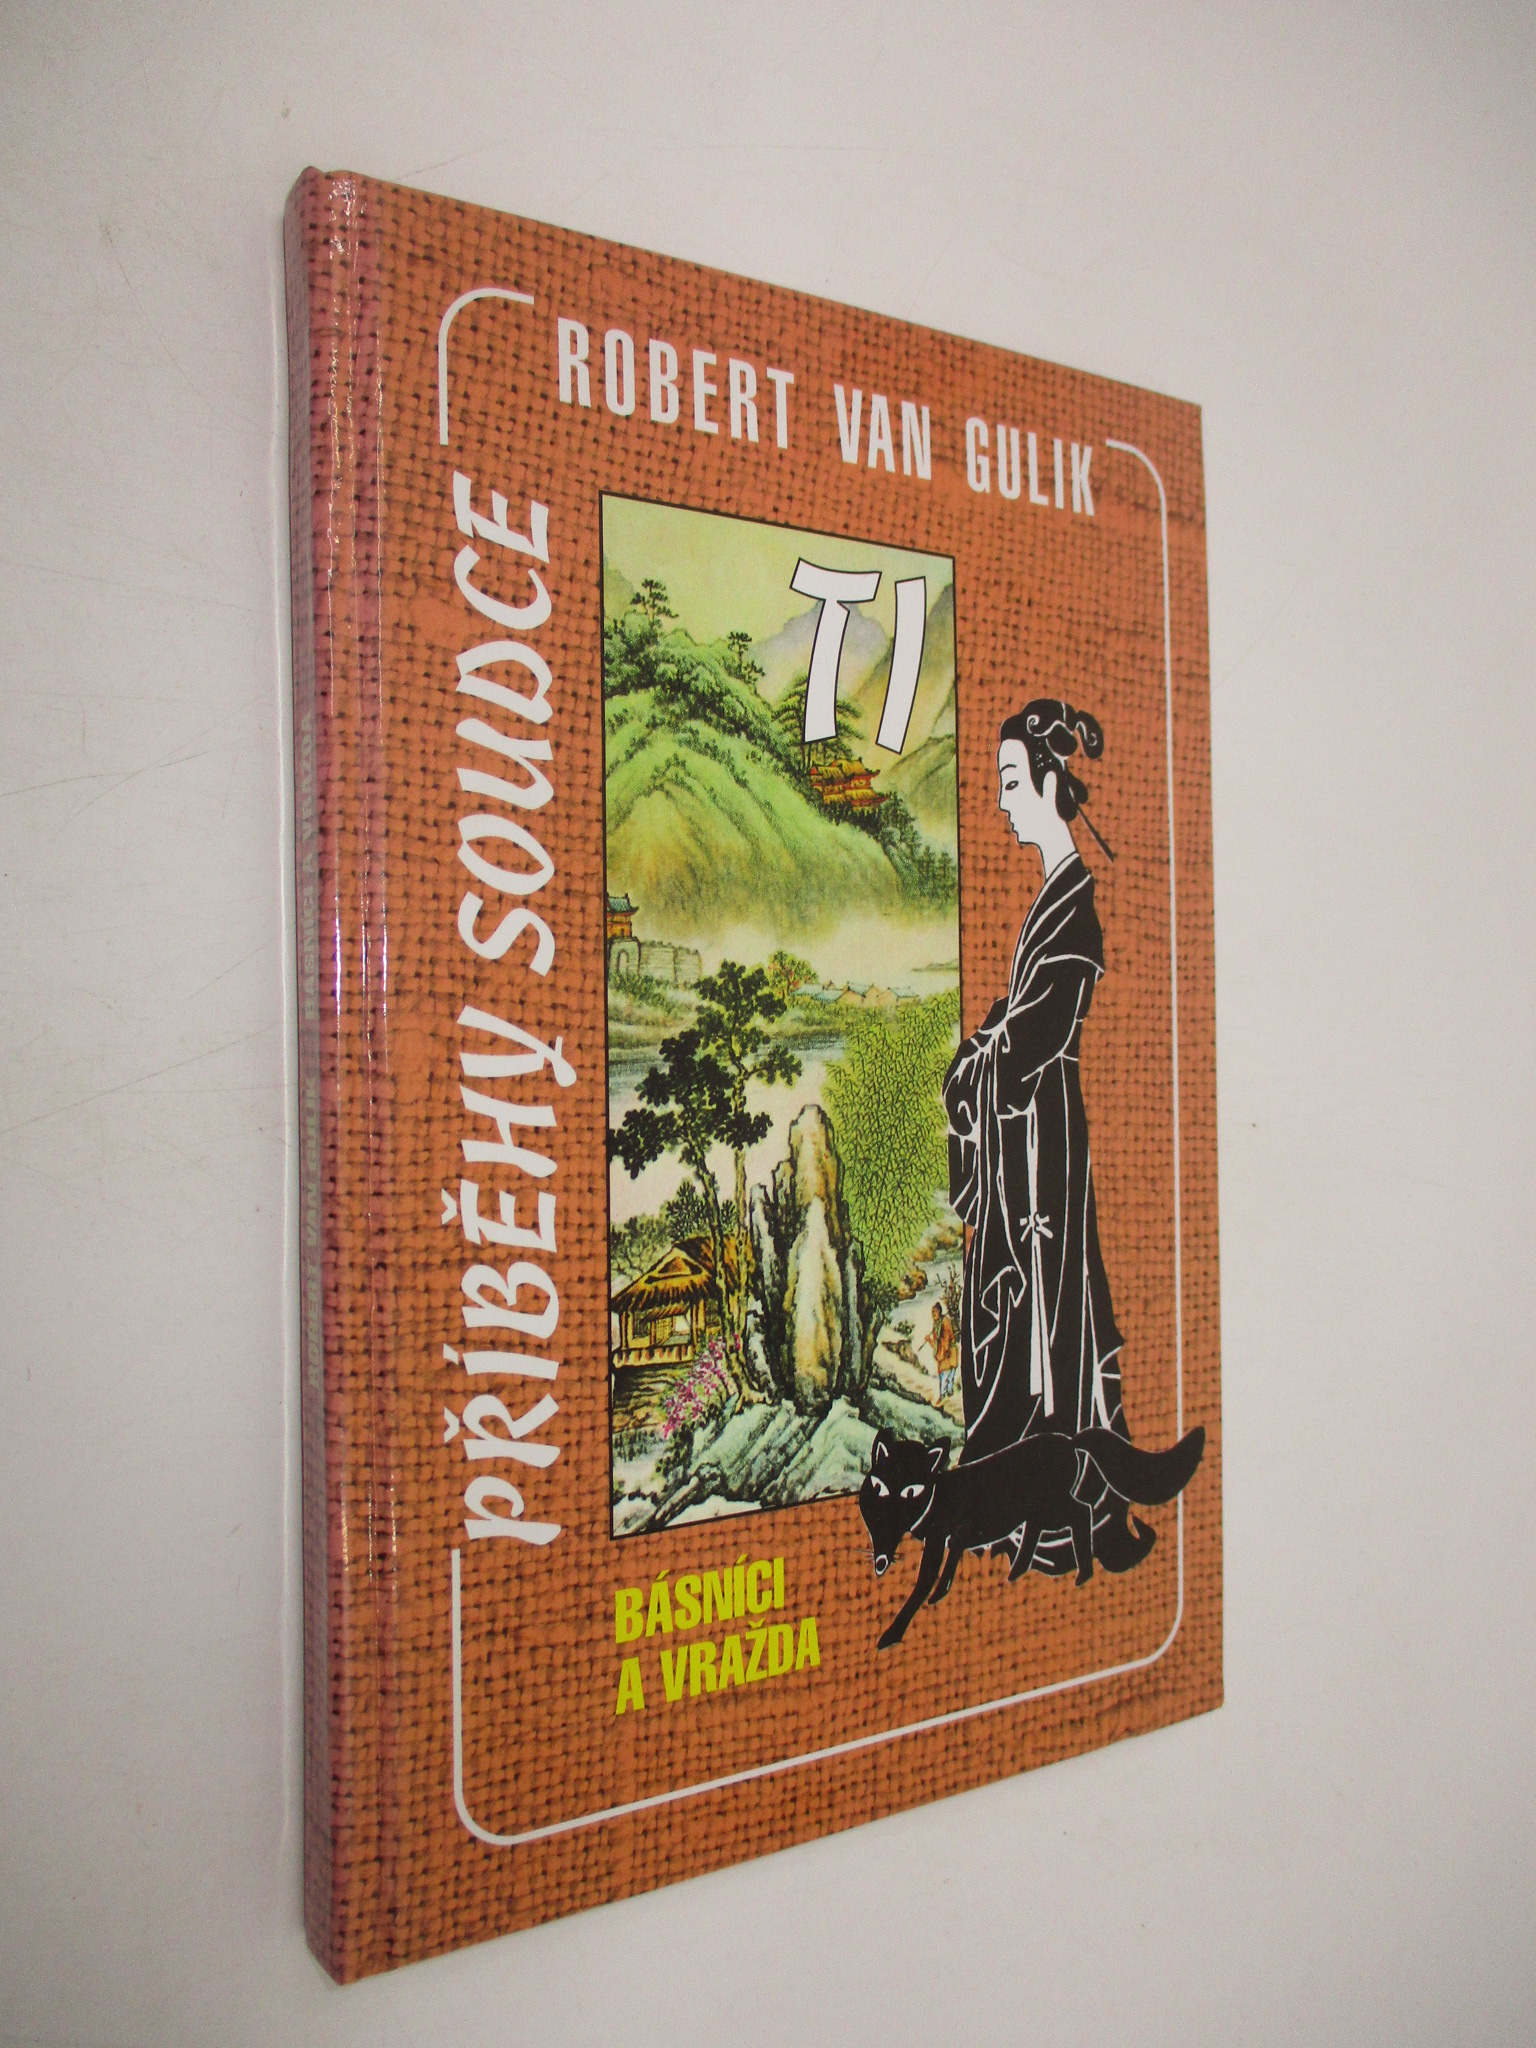 ROBERT VAN GULIK
PŘÍBĚHY SOUDCE
TI
BÁSNÍCI
A VRAŽDA
ROBERT VAN GULIK BÁSNÍCI A VRAŽDA